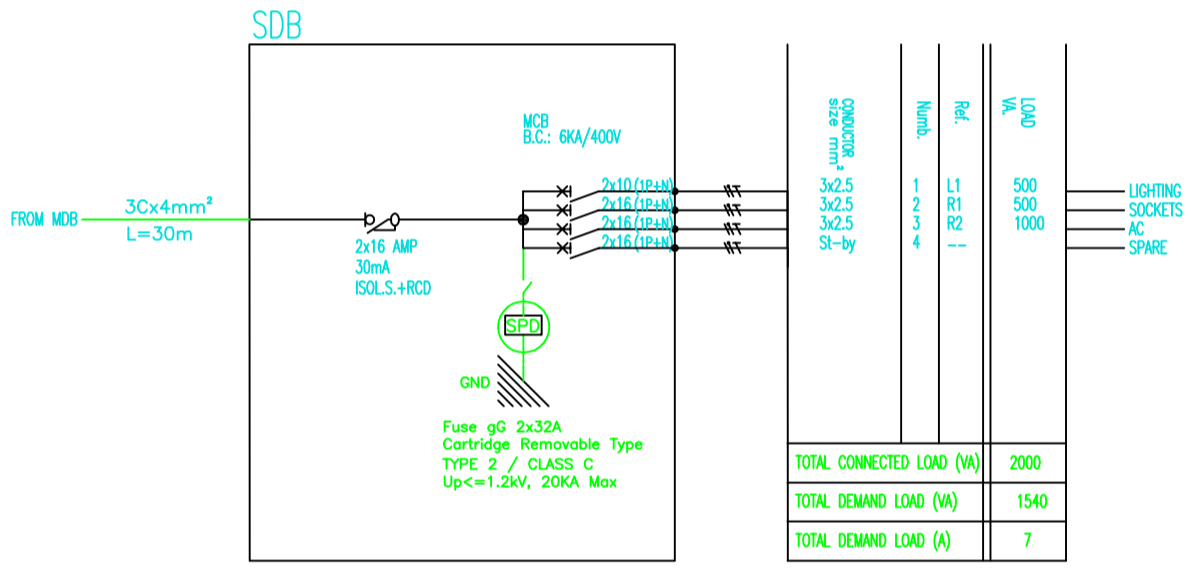 SDB
FROM MDB
3Cx4mm²
L=30m
2x16 AMP
30mA
ISOL.S.+RCD
MCB
B.C.: 6KA/400V
2x10(1P+N)
2x16(1P+N)
2x16(1P+N)
2x16(1P+N)
SPD
GND
Fuse gG 2x32A
Cartridge Removable Type
TYPE 2 / CLASS C
Up<=1.2kV, 20KA Max
CONDUCTOR
size mm²
Numb.
Ref.
LOAD
VA.
3x2.5 1 L1 500 LIGHTING
3x2.5 2 R1 500 SOCKETS
3x2.5 3 R2 1000 AC
St-by 4 -- SPARE
TOTAL CONNECTED LOAD (VA) 2000
TOTAL DEMAND LOAD (VA) 1540
TOTAL DEMAND LOAD (A) 7